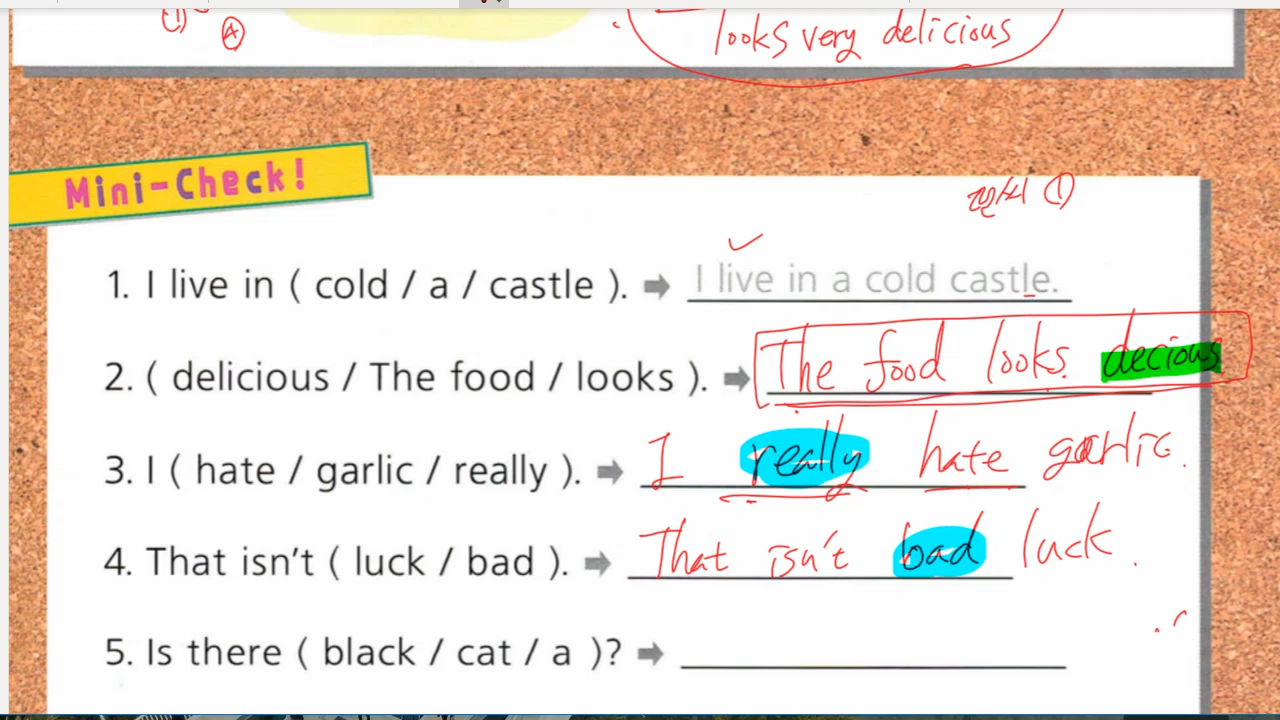 ① Ⓐ
looks very delicious
Mini-Check!
①
1. I live in ( cold / a / castle ). ➡ I live in a cold castle.
2. ( delicious / The food / looks ). ➡ The food looks decious
3. I ( hate / garlic / really ). ➡ I really hate garlic.
4. That isn't ( luck / bad ). ➡ That isn't bad luck.
5. Is there ( black / cat / a )? ➡